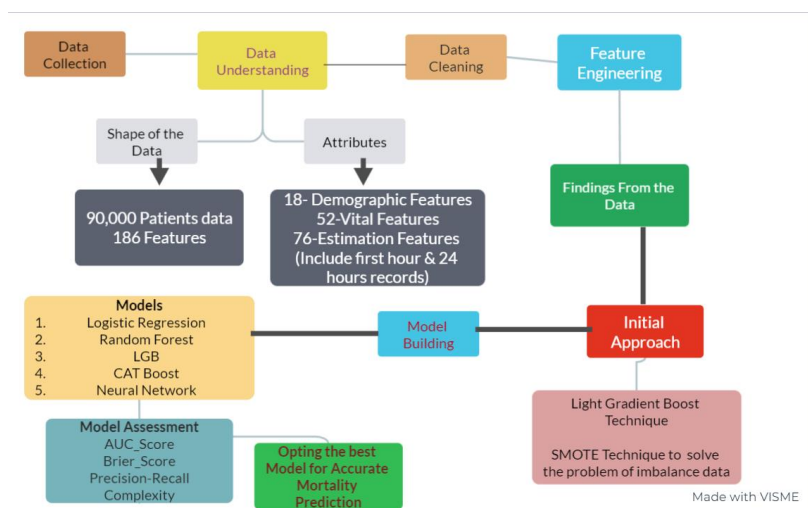 Data
Collection
Data
Understanding
Data
Cleaning
Feature
Engineering
Shape of the
Data
Attributes
90,000 Patients data
186 Features
18- Demographic Features
52-Vital Features
76-Estimation Features
(Include first hour & 24
hours records)
Findings From the
Data
Models
1. Logistic Regression
2. Random Forest
3. LGB
4. CAT Boost
5. Neural Network
Model
Building
Initial
Approach
Model Assessment
AUC_Score
Brier_Score
Precision-Recall
Complexity
Opting the best
Model for Accurate
Mortality
Prediction
Light Gradient Boost
Technique
SMOTE Technique to solve
the problem of imbalance data
Made with VISME